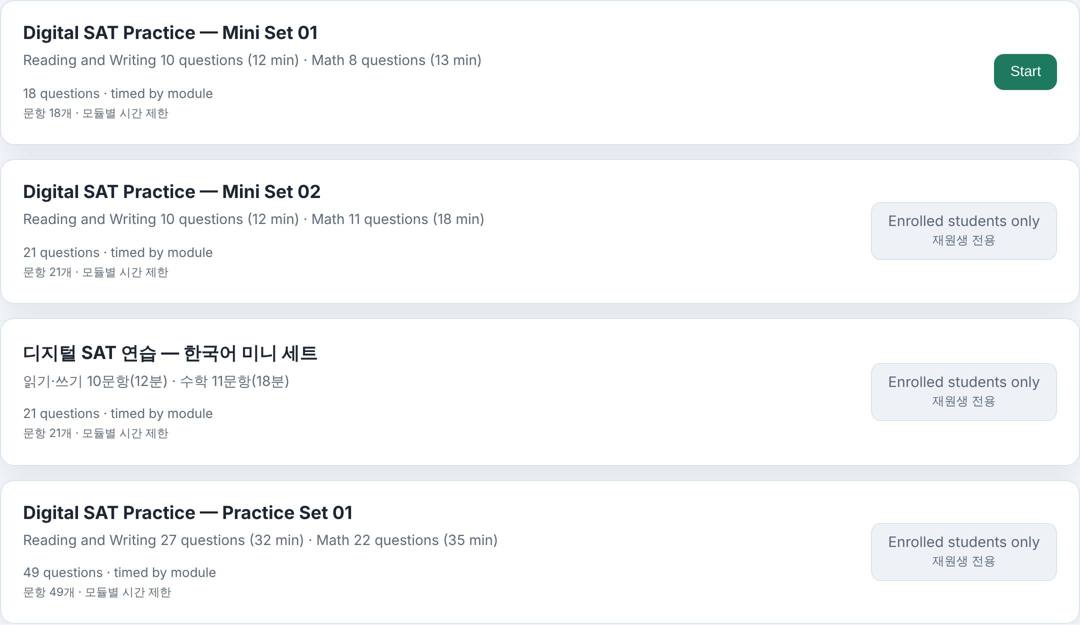 Digital SAT Practice — Mini Set 01
Reading and Writing 10 questions (12 min) · Math 8 questions (13 min)
18 questions · timed by module
문항 18개 · 모듈별 시간 제한
Start
Digital SAT Practice — Mini Set 02
Reading and Writing 10 questions (12 min) · Math 11 questions (18 min)
21 questions · timed by module
문항 21개 · 모듈별 시간 제한
Enrolled students only
재원생 전용
디지털 SAT 연습 — 한국어 미니 세트
읽기·쓰기 10문항(12분) · 수학 11문항(18분)
21 questions · timed by module
문항 21개 · 모듈별 시간 제한
Enrolled students only
재원생 전용
Digital SAT Practice — Practice Set 01
Reading and Writing 27 questions (32 min) · Math 22 questions (35 min)
49 questions · timed by module
문항 49개 · 모듈별 시간 제한
Enrolled students only
재원생 전용